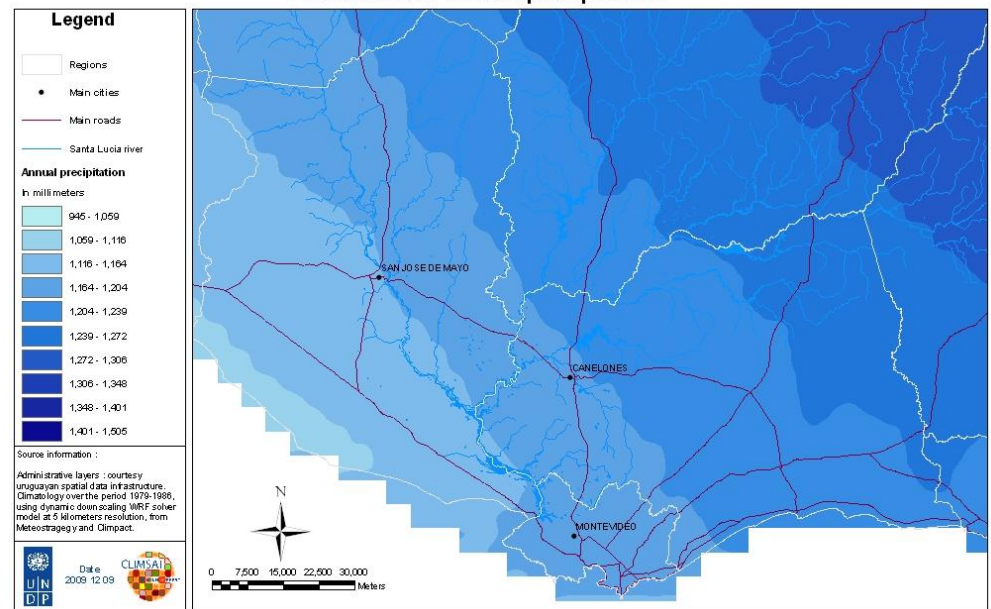 Legend
Regions
Main cities
Main roads
Santa Lucia river
Annual precipitation
In millimeters
945 - 1,059
1,059 - 1,116
1,116 - 1,164
1,164 - 1,204
1,204 - 1,239
1,239 - 1,272
1,272 - 1,306
1,306 - 1,348
1,348 - 1,401
1,401 - 1,505
Source information :
Administrative layers : courtesy
uruguayan spatial data infrastructure.
Climatology over the period 1979-1986,
using dynamic downscaling WRF solver
model at 5 kilometers resolution, from
Meteostragegy and Climpact.
U N
D P
Date
2009 12 09
CLIMSAT
SAN JOSE DE MAYO
CANELONES
MONTEVIDEO
N
0 7,500 15,000 22,500 30,000
Meters